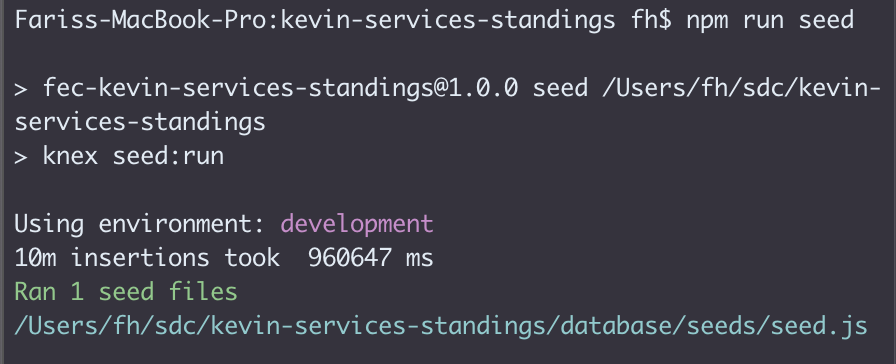 Fariss-MacBook-Pro:kevin-services-standings fh$ npm run seed
> fec-kevin-services-standings@1.0.0 seed /Users/fh/sdc/kevin-
services-standings
> knex seed:run
Using environment: development
10m insertions took  960647 ms
Ran 1 seed files
/Users/fh/sdc/kevin-services-standings/database/seeds/seed.js